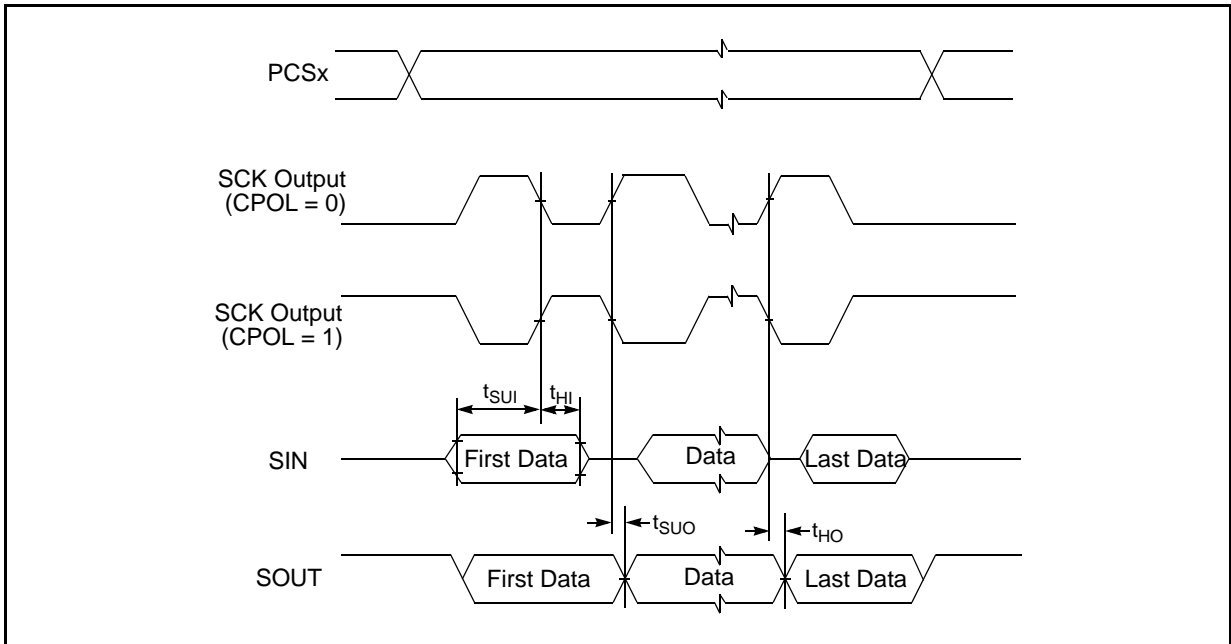 PCSx
SCK Output
(CPOL = 0)
SCK Output
(CPOL = 1)
tSUI
tHI
SIN
First Data
Data
Last Data
tSUO
tHO
SOUT
First Data
Data
Last Data